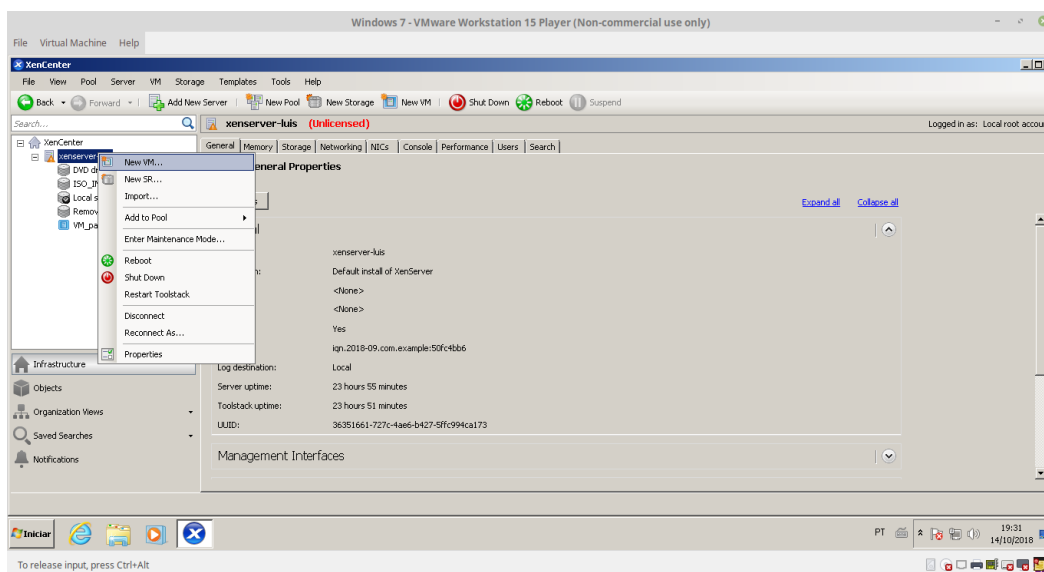 Windows 7 - VMware Workstation 15 Player (Non-commercial use only)
File Virtual Machine Help
XenCenter
File View Pool Server VM Storage Templates Tools Help
Back Forward Add New Server New Pool New Storage New VM Shut Down Reboot Suspend
Search...
xenserver-luis (Unlicensed)
Logged in as: Local root accou
XenCenter
xenserver
DVD
ISO_
Local s
Remov
VM_pa
General Memory Storage Networking NICs Console Performance Users Search
eneral Properties
Expand all Collapse all
New VM...
New SR...
Import...
Add to Pool
Enter Maintenance Mode...
Reboot
Shut Down
Restart Toolstack
Disconnect
Reconnect As...
Properties
xenserver-luis
Default install of XenServer
<None>
<None>
Yes
iqn.2018-09.com.example:50fc4bb6
Log destination: Local
Server uptime: 23 hours 55 minutes
Toolstack uptime: 23 hours 51 minutes
UUID: 36351661-727c-4ae6-b427-5ffc994ca173
Management Interfaces
Infrastructure
Objects
Organization Views
Saved Searches
Notifications
Iniciar
PT
19:31
14/10/2018
To release input, press Ctrl+Alt